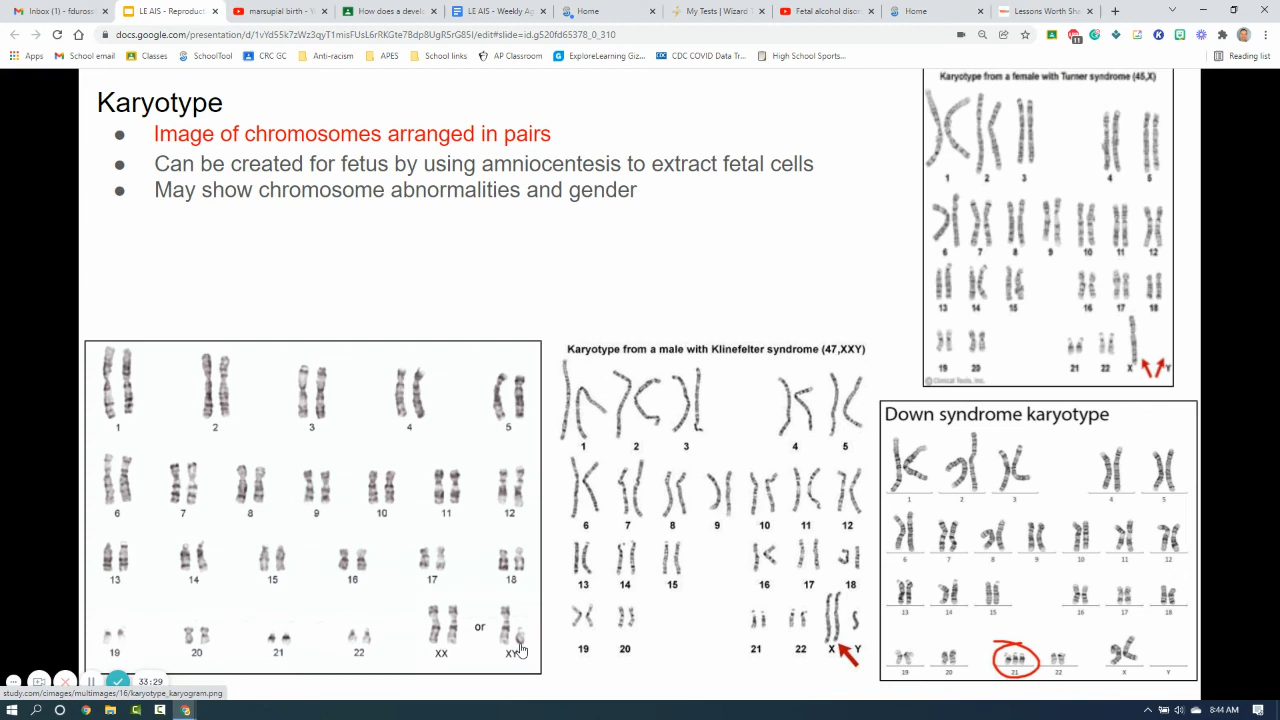 Inbox (1) - fduross
LE AIS - Reproduct
marsupial birth - Y
How does a devel
LE AIS - Weekly Ag
Home
My Tests | Wizard
Fetal alcohol disor
Home
Lessons Worth Sha
docs.google.com/presentation/d/1vYd55k7zWz3qyT1misFUsL6rRKGte7Bdp8UgR5rG85I/edit#slide=id.g520fd65378_0_310
11
Apps
School email
Classes
SchoolTool
CRC GC
Anti-racism
APES
School links
AP Classroom
ExploreLearning Giz...
CDC COVID Data Tr...
High School Sports...
Reading list
Karyotype
● Image of chromosomes arranged in pairs
● Can be created for fetus by using amniocentesis to extract fetal cells
● May show chromosome abnormalities and gender
Karyotype from a female with Turner syndrome (45,X)
1 2 3 4 5
6 7 8 9 10 11 12
13 14 15 16 17 18
19 20 21 22 X Y
© Clinical Tools, Inc.
1 2 3 4 5
6 7 8 9 10 11 12
13 14 15 16 17 18
or
19 20 21 22 XX XY
Karyotype from a male with Klinefelter syndrome (47,XXY)
1 2 3 4 5
6 7 8 9 10 11 12
13 14 15 16 17 18
19 20 21 22 X Y
Down syndrome karyotype
1 2 3 4 5
6 7 8 9 10 11 12
13 14 15 16 17 18
19 20 21 22 X Y
33:29
study.com/cimages/multimages/16/karyotype_karyogram.png
8:44 AM